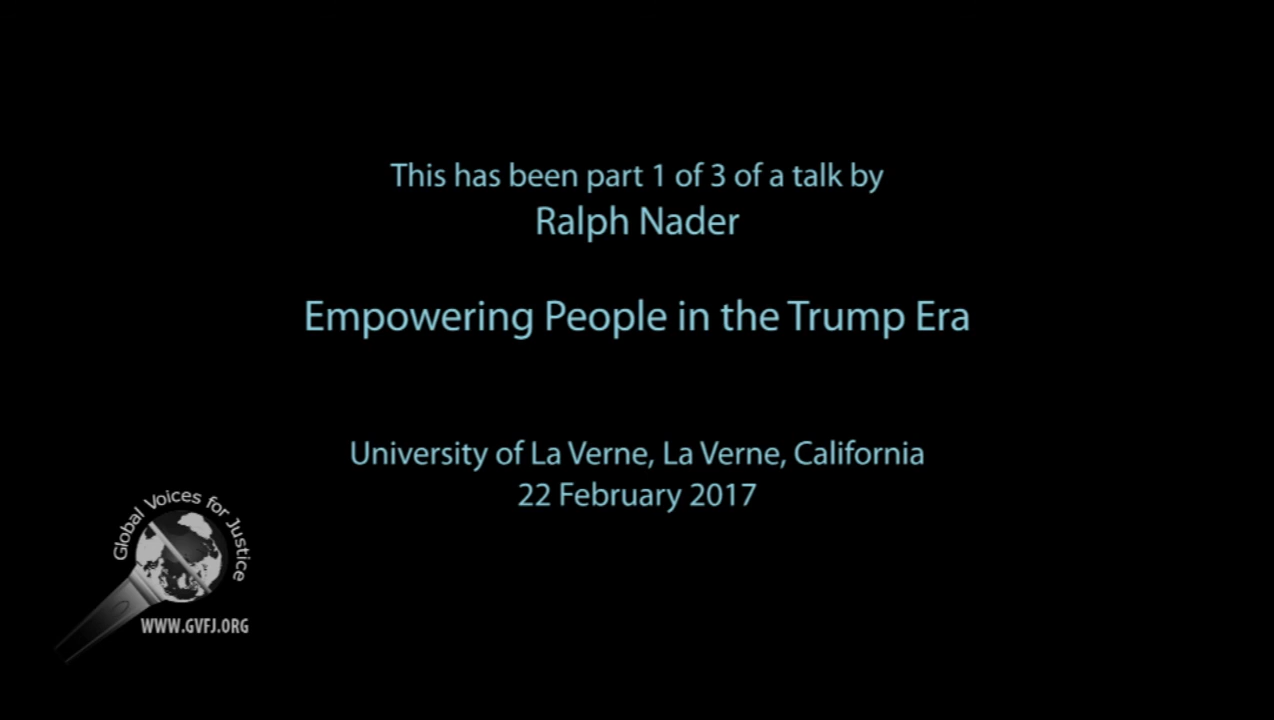 This has been part 1 of 3 of a talk by
Ralph Nader
Empowering People in the Trump Era
University of La Verne, La Verne, California
22 February 2017
Global Voices for Justice
WWW.GVFJ.ORG